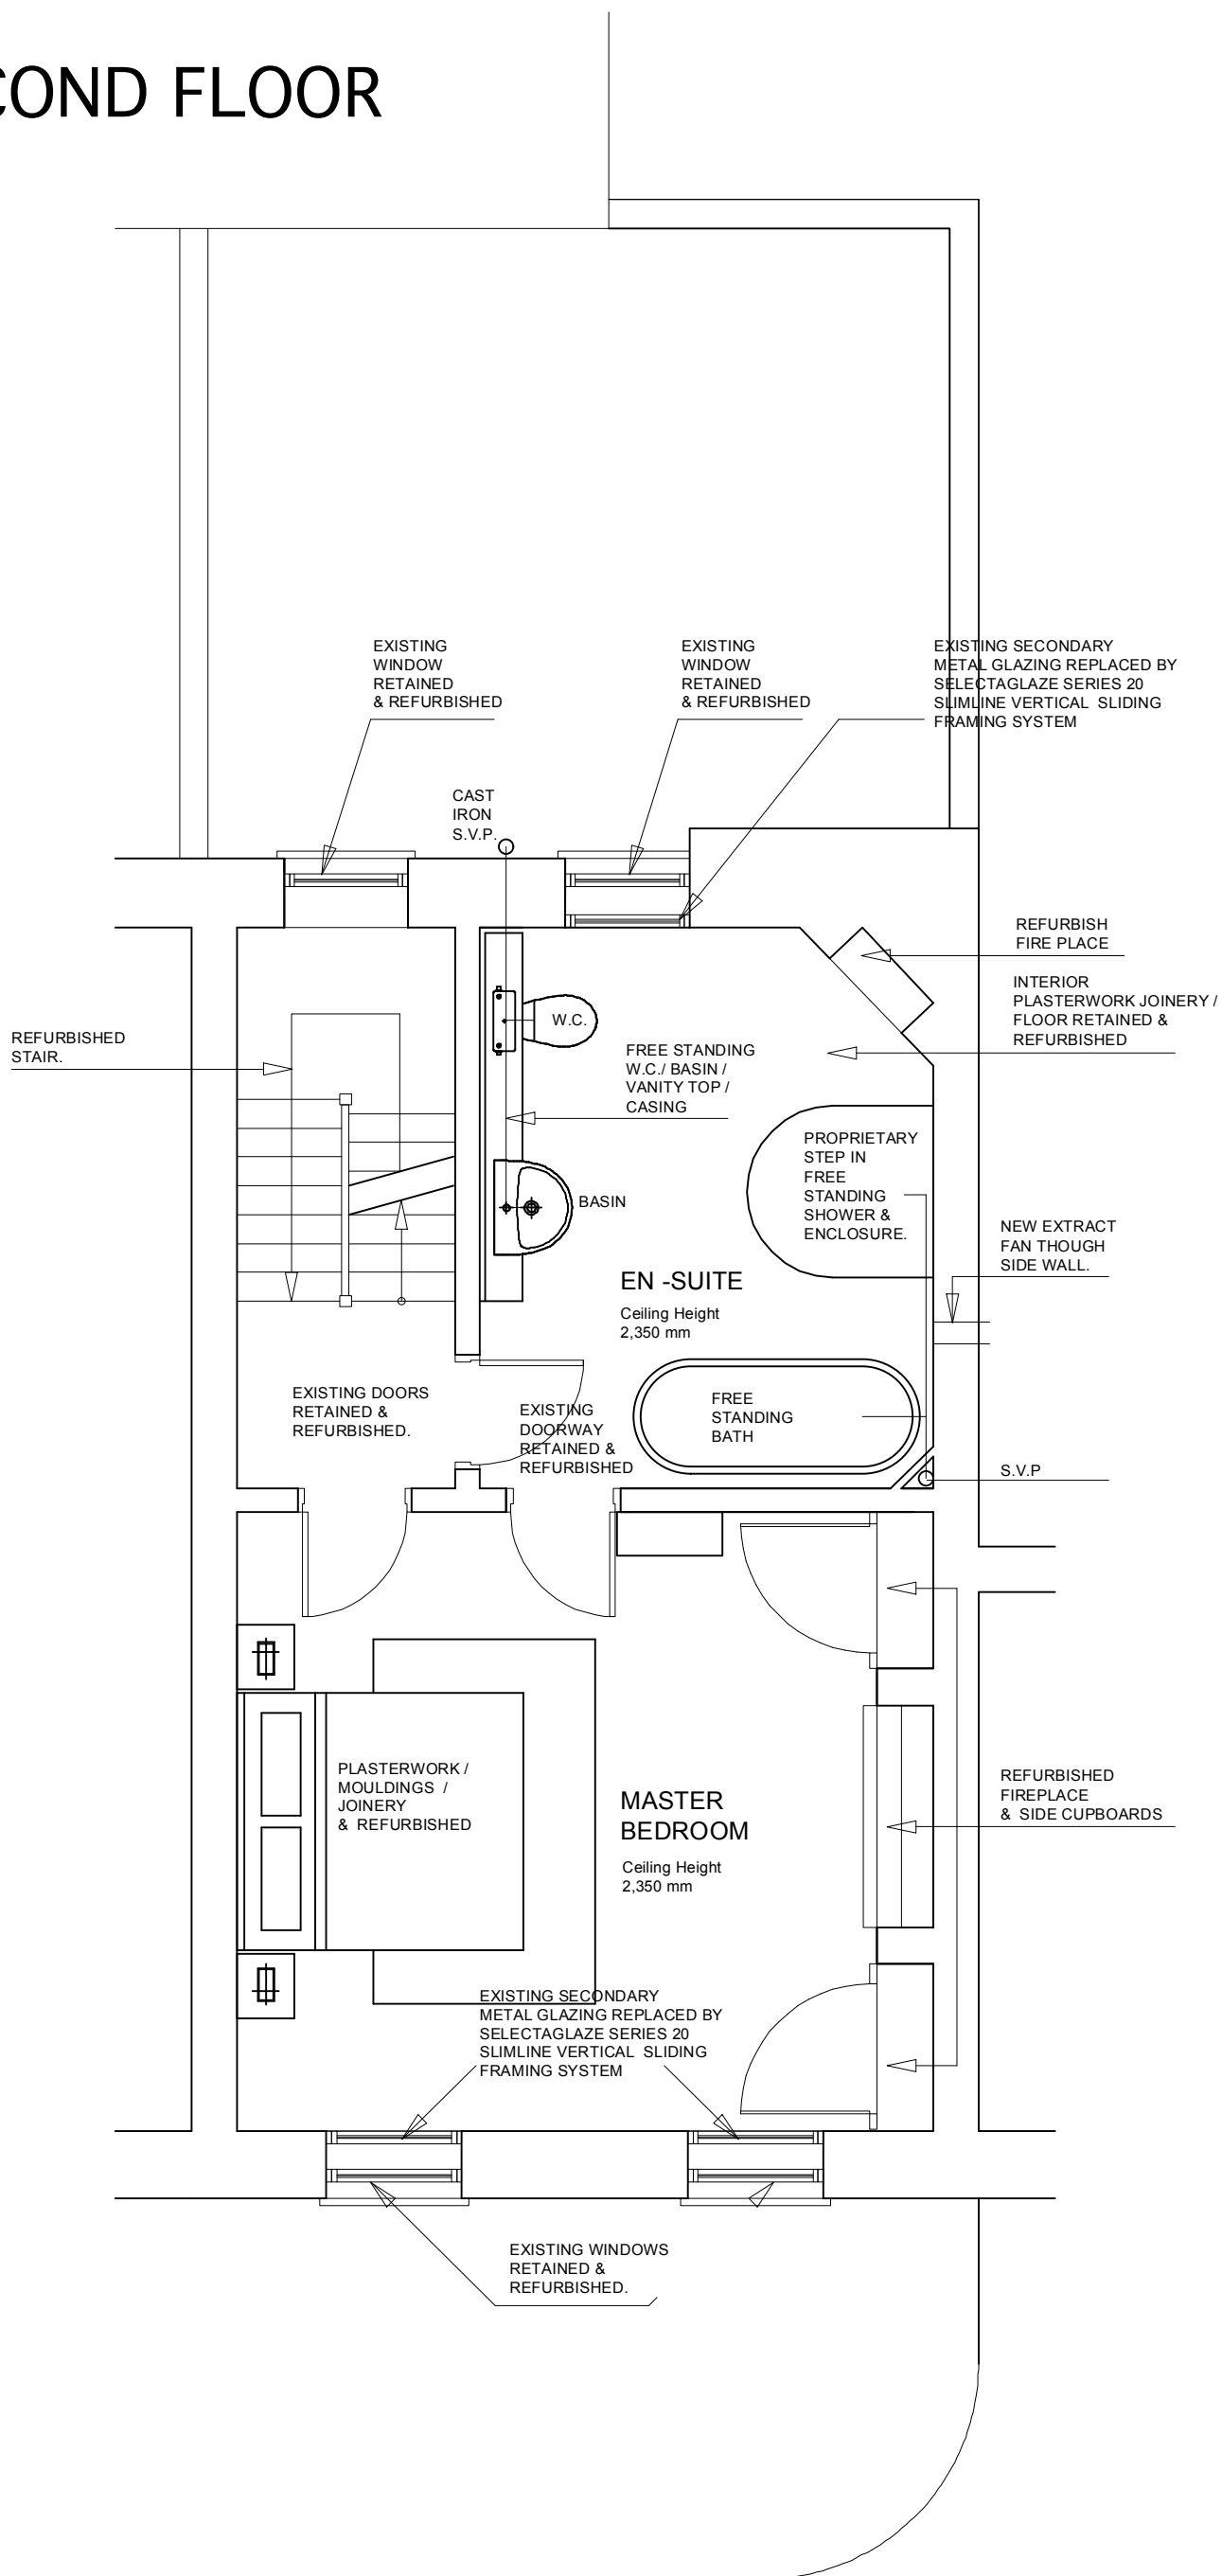 COND FLOOR
EXISTING
WINDOW
RETAINED
& REFURBISHED
EXISTING
WINDOW
RETAINED
& REFURBISHED
EXISTING SECONDARY
METAL GLAZING REPLACED BY
SELECTAGLAZE SERIES 20
SLIMLINE VERTICAL SLIDING
FRAMING SYSTEM
CAST
IRON
S.V.P.
REFURBISH
FIRE PLACE
INTERIOR
PLASTERWORK JOINERY /
FLOOR RETAINED &
REFURBISHED
REFURBISHED
STAIR.
W.C.
FREE STANDING
W.C./ BASIN /
VANITY TOP /
CASING
PROPRIETARY
STEP IN
FREE
STANDING
SHOWER &
ENCLOSURE.
BASIN
NEW EXTRACT
FAN THOUGH
SIDE WALL.
EN -SUITE
Ceiling Height
2,350 mm
EXISTING DOORS
RETAINED &
REFURBISHED.
EXISTING
DOORWAY
RETAINED &
REFURBISHED
FREE
STANDING
BATH
S.V.P
PLASTERWORK /
MOULDINGS /
JOINERY
& REFURBISHED
MASTER
BEDROOM
Ceiling Height
2,350 mm
REFURBISHED
FIREPLACE
& SIDE CUPBOARDS
EXISTING SECONDARY
METAL GLAZING REPLACED BY
SELECTAGLAZE SERIES 20
SLIMLINE VERTICAL SLIDING
FRAMING SYSTEM
EXISTING WINDOWS
RETAINED &
REFURBISHED.